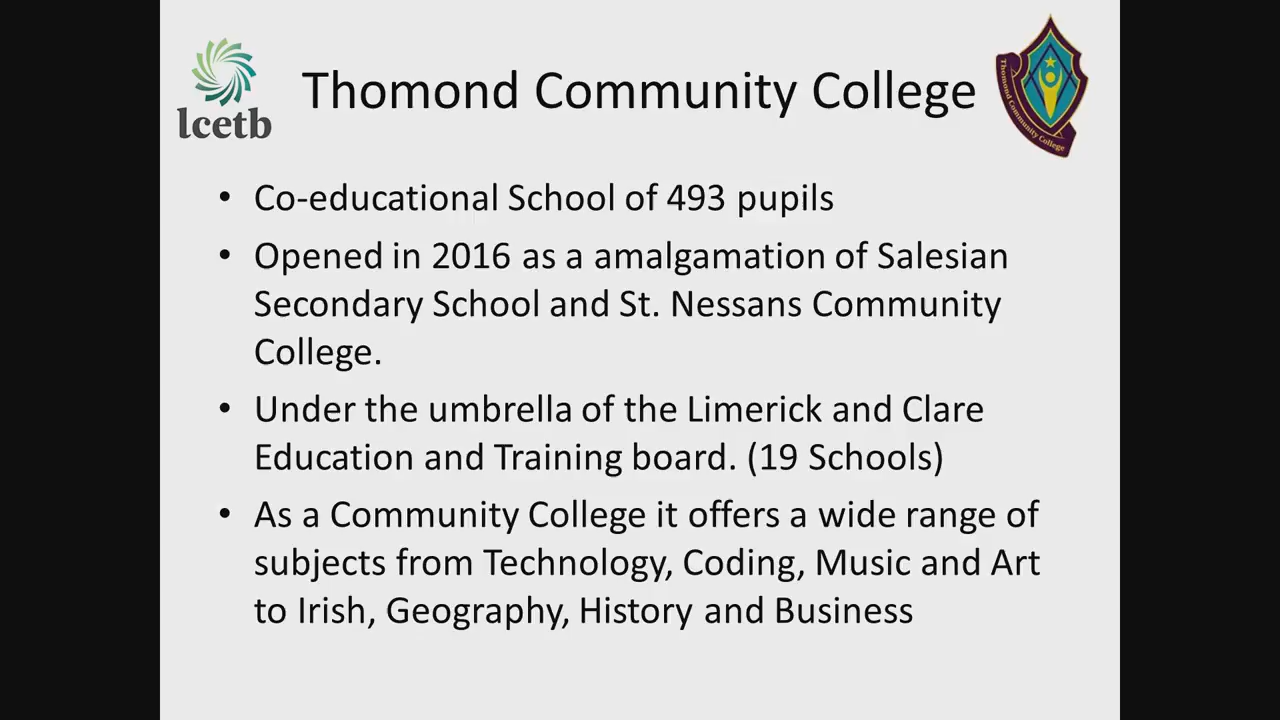 lcetb
Thomond Community College
Thomond Community College
• Co-educational School of 493 pupils
• Opened in 2016 as a amalgamation of Salesian
Secondary School and St. Nessans Community
College.
• Under the umbrella of the Limerick and Clare
Education and Training board. (19 Schools)
• As a Community College it offers a wide range of
subjects from Technology, Coding, Music and Art
to Irish, Geography, History and Business